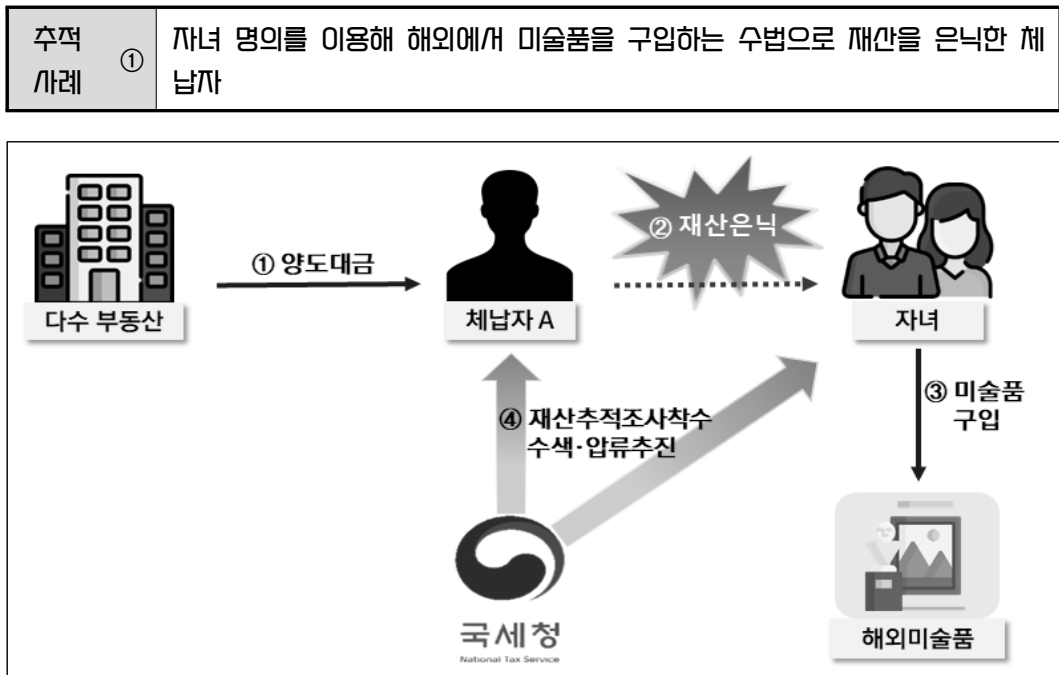 추적
사례 ①
자녀 명의를 이용해 해외에서 미술품을 구입하는 수법으로 재산을 은닉한 체
납자
② 재산은닉
① 양도대금
다수 부동산
체납자 A
자녀
③ 미술품
구입
④ 재산추적조사착수
수색·압류추진
국세청
National Tax Service
해외미술품